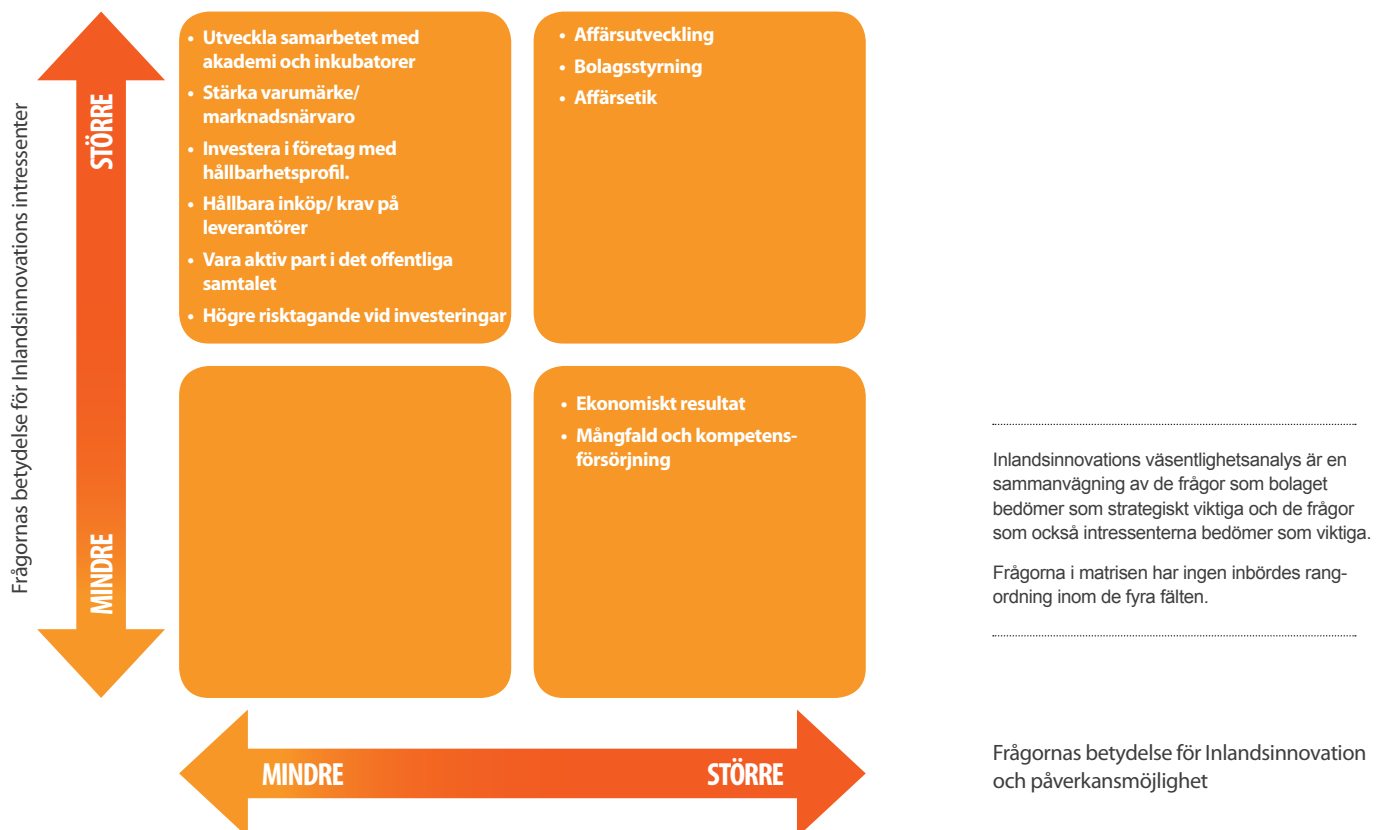 Frågornas betydelse för Inlandsinnovations intressenter
STÖRRE
MINDRE
• Utveckla samarbetet med
akademi och inkubatorer
• Stärka varumärke/
marknadsnärvaro
• Investera i företag med
hållbarhetsprofil.
• Hållbara inköp/ krav på
leverantörer
• Vara aktiv part i det offentliga
samtalet
• Högre risktagande vid investeringar
• Affärsutveckling
• Bolagsstyrning
• Affärsetik
• Ekonomiskt resultat
• Mångfald och kompetens-
försörjning
Inlandsinnovations väsentlighetsanalys är en
sammanvägning av de frågor som bolaget
bedömer som strategiskt viktiga och de frågor
som också intressenterna bedömer som viktiga.
Frågorna i matrisen har ingen inbördes rang-
ordning inom de fyra fälten.
MINDRE
STÖRRE
Frågornas betydelse för Inlandsinnovation
och påverkansmöjlighet